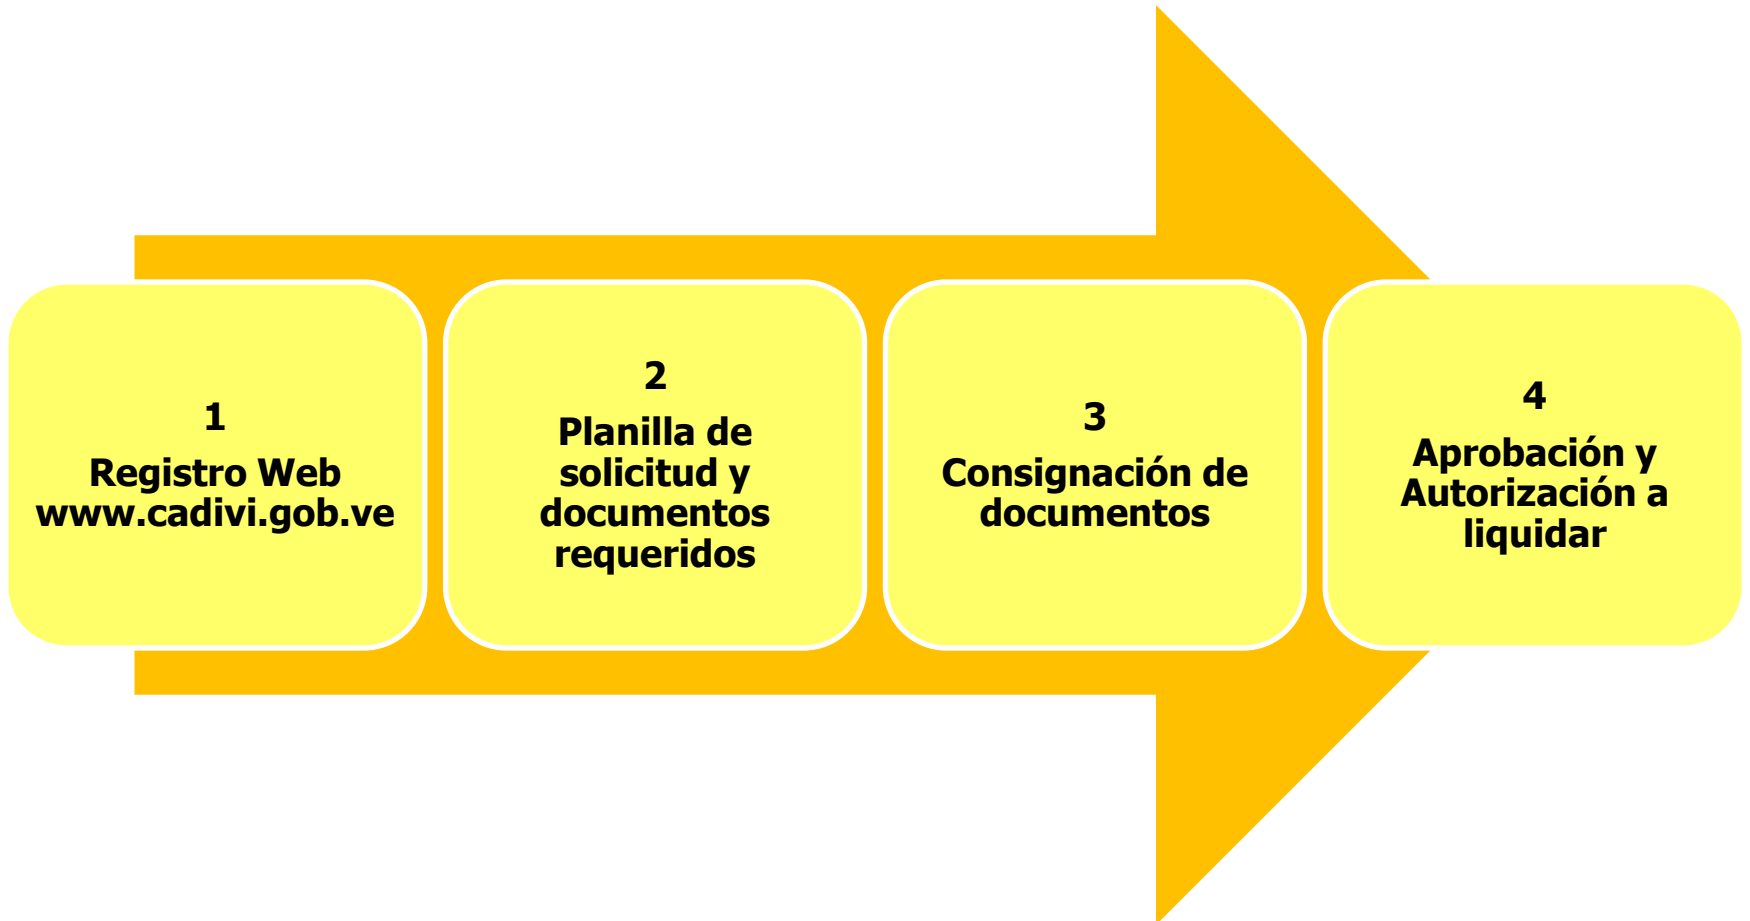 1
Registro Web
www.cadivi.gob.ve
2
Planilla de
solicitud y
documentos
requeridos
3
Consignación de
documentos
4
Aprobación y
Autorización a
liquidar